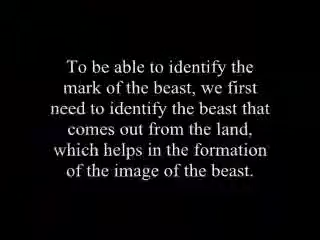 To be able to identify the
mark of the beast, we first
need to identify the beast that
comes out from the land,
which helps in the formation
of the image of the beast.